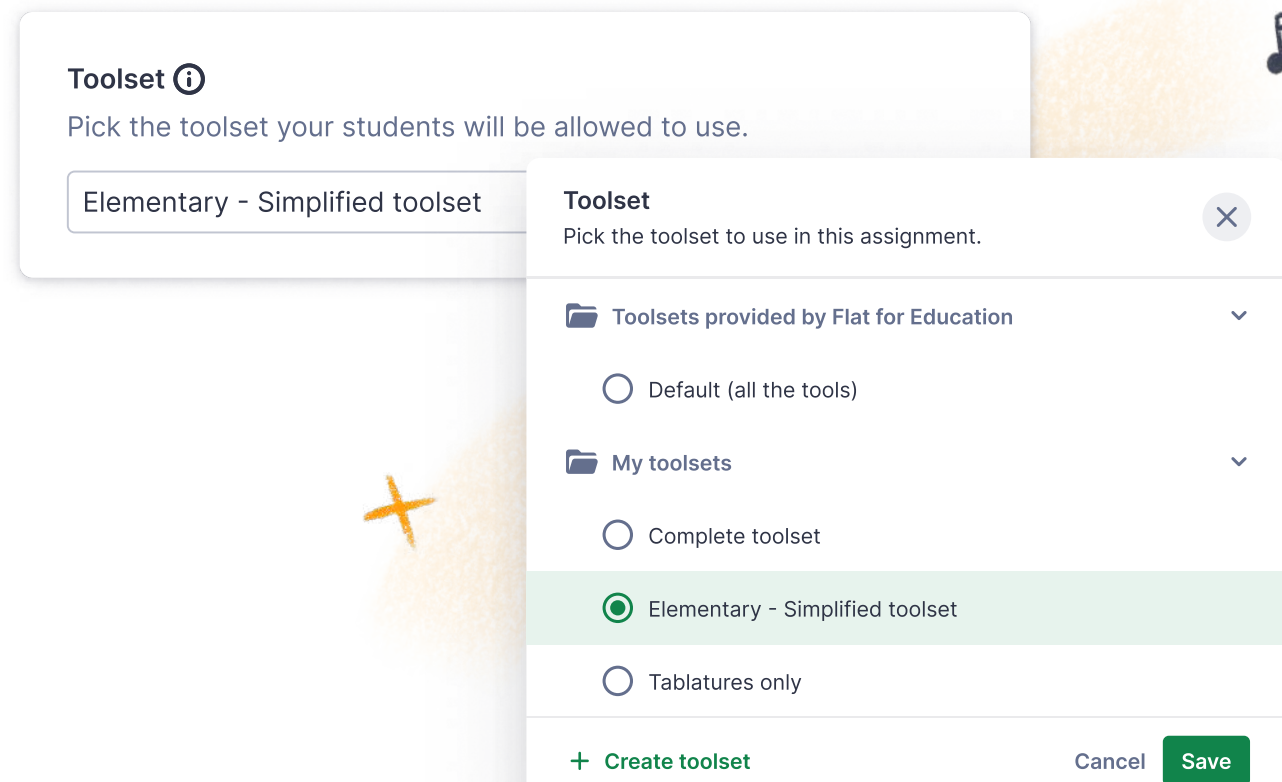 Toolset
Pick the toolset your students will be allowed to use.
Elementary - Simplified toolset
Toolset
Pick the toolset to use in this assignment.
Toolsets provided by Flat for Education
Default (all the tools)
My toolsets
Complete toolset
Elementary - Simplified toolset
Tablatures only
+ Create toolset
Cancel
Save